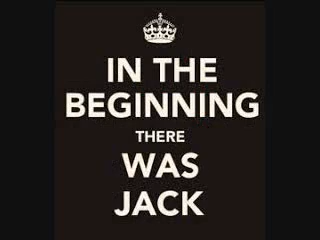 IN THE
BEGINNING
THERE
WAS
JACK